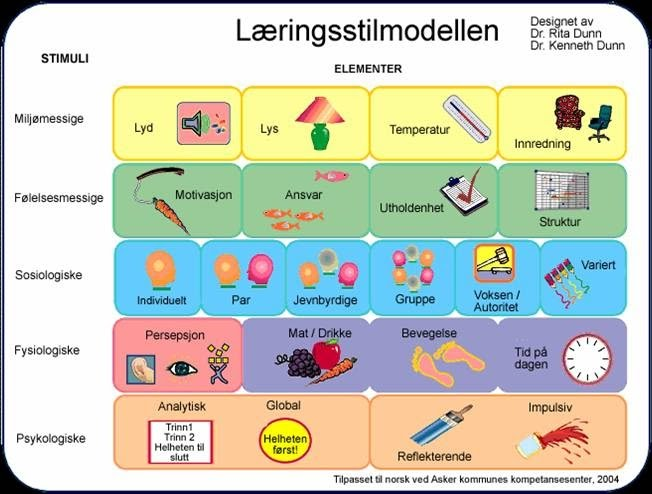 Læringsstilmodellen
Designet av
Dr. Rita Dunn
Dr. Kenneth Dunn
STIMULI
ELEMENTER
Miljømessige
Lyd
Lys
Temperatur
Innredning
Følelsesmessige
Motivasjon
Ansvar
Utholdenhet
Struktur
Sosiologiske
Individuelt
Par
Jevnbyrdige
Gruppe
Voksen /
Autoritet
Variert
Fysiologiske
Persepsjon
Mat / Drikke
Bevegelse
Tid på
dagen
Psykologiske
Analytisk
Trinn1
Trinn 2
Helheten til
slutt
Global
Helheten
først!
Reflekterende
Impulsiv
Tilpasset til norsk ved Asker kommunes kompetansesenter, 2004